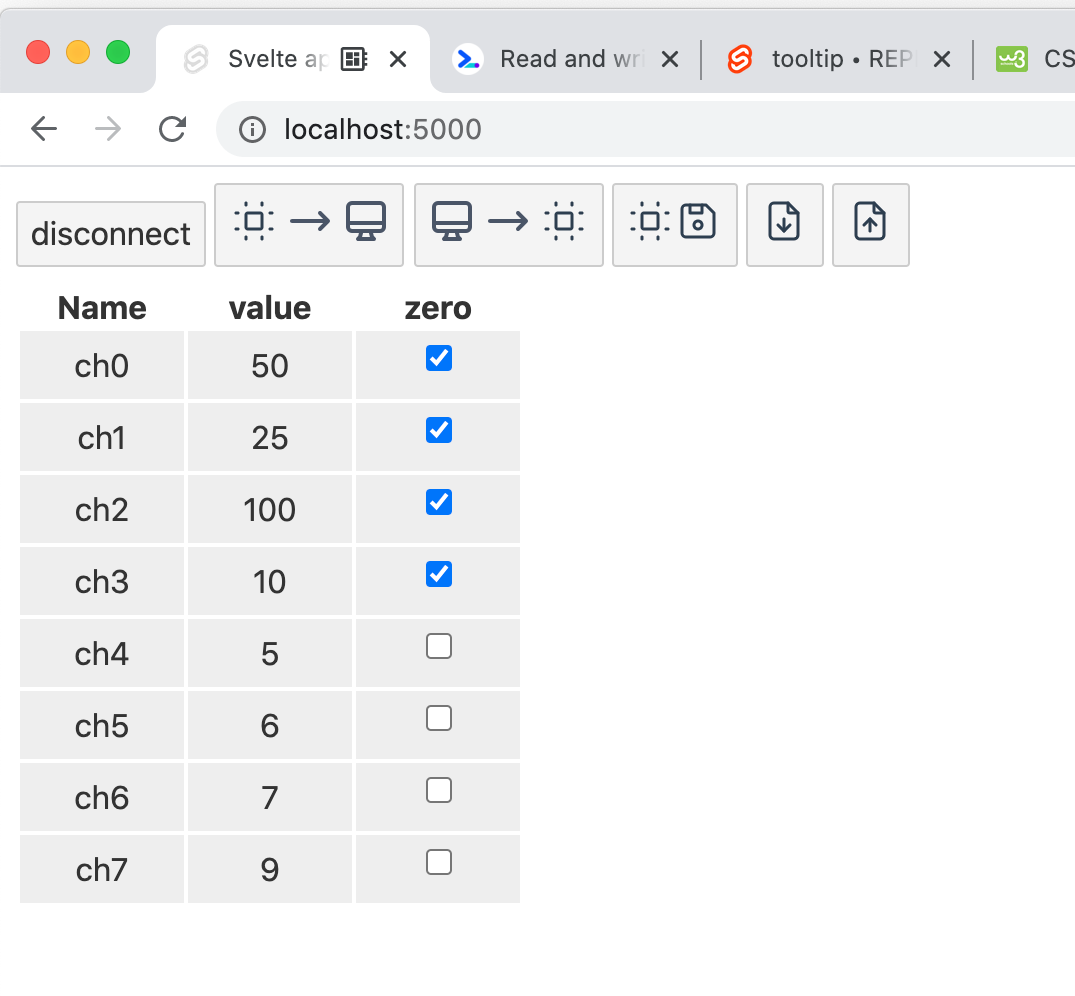 Svelte ap
Read and wri
tooltip • REP
CS
localhost:5000
disconnect
Name value zero
ch0 50
ch1 25
ch2 100
ch3 10
ch4 5
ch5 6
ch6 7
ch7 9